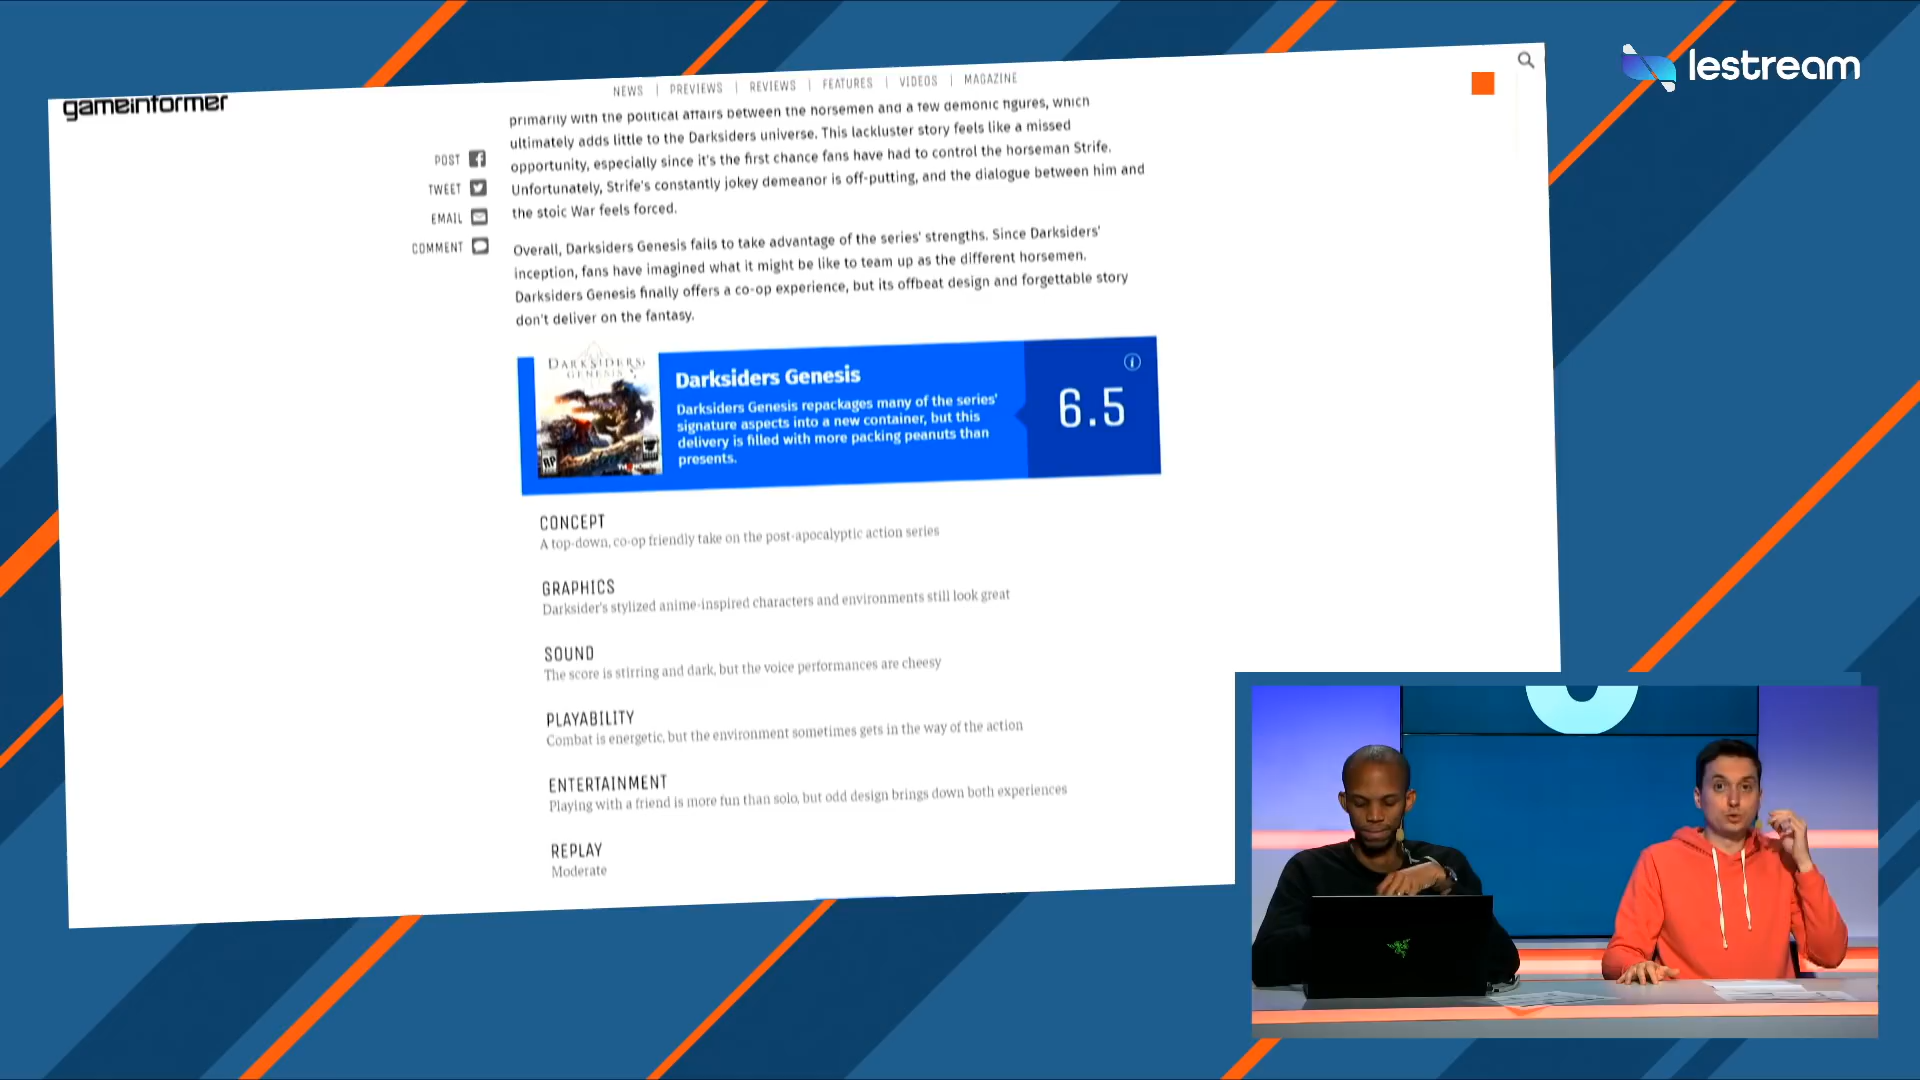 lestream
gameinformer
NEWS | PREVIEWS | REVIEWS | FEATURES | VIDEOS | MAGAZINE
POST
TWEET
EMAIL
COMMENT
primarily with the political affairs between the horsemen and a few demonic figures, which
ultimately adds little to the Darksiders universe. This lackluster story feels like a missed
opportunity, especially since it's the first chance fans have had to control the horseman Strife.
Unfortunately, Strife's constantly jokey demeanor is off-putting, and the dialogue between him and
the stoic War feels forced.
Overall, Darksiders Genesis fails to take advantage of the series' strengths. Since Darksiders'
inception, fans have imagined what it might be like to team up as the different horsemen.
Darksiders Genesis finally offers a co-op experience, but its offbeat design and forgettable story
don't deliver on the fantasy.
DARKSIDERS
GENESIS
RP
Darksiders Genesis
Darksiders Genesis repackages many of the series'
signature aspects into a new container, but this
delivery is filled with more packing peanuts than
presents.
6.5
CONCEPT
A top-down, co-op friendly take on the post-apocalyptic action series
GRAPHICS
Darksider's stylized anime-inspired characters and environments still look great
SOUND
The score is stirring and dark, but the voice performances are cheesy
PLAYABILITY
Combat is energetic, but the environment sometimes gets in the way of the action
ENTERTAINMENT
Playing with a friend is more fun than solo, but odd design brings down both experiences
REPLAY
Moderate